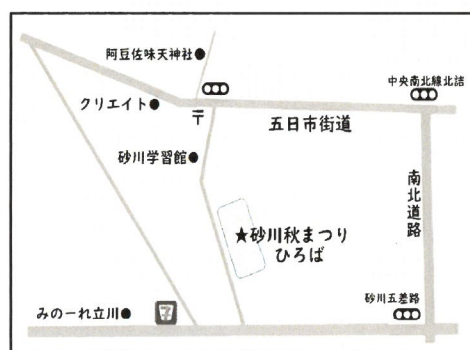 阿豆佐味天神社
中央南北線北詰
クリエイト
〒
五日市街道
砂川学習館
南北道路
★砂川秋まつり
ひろば
砂川五差路
みのーれ立川
7